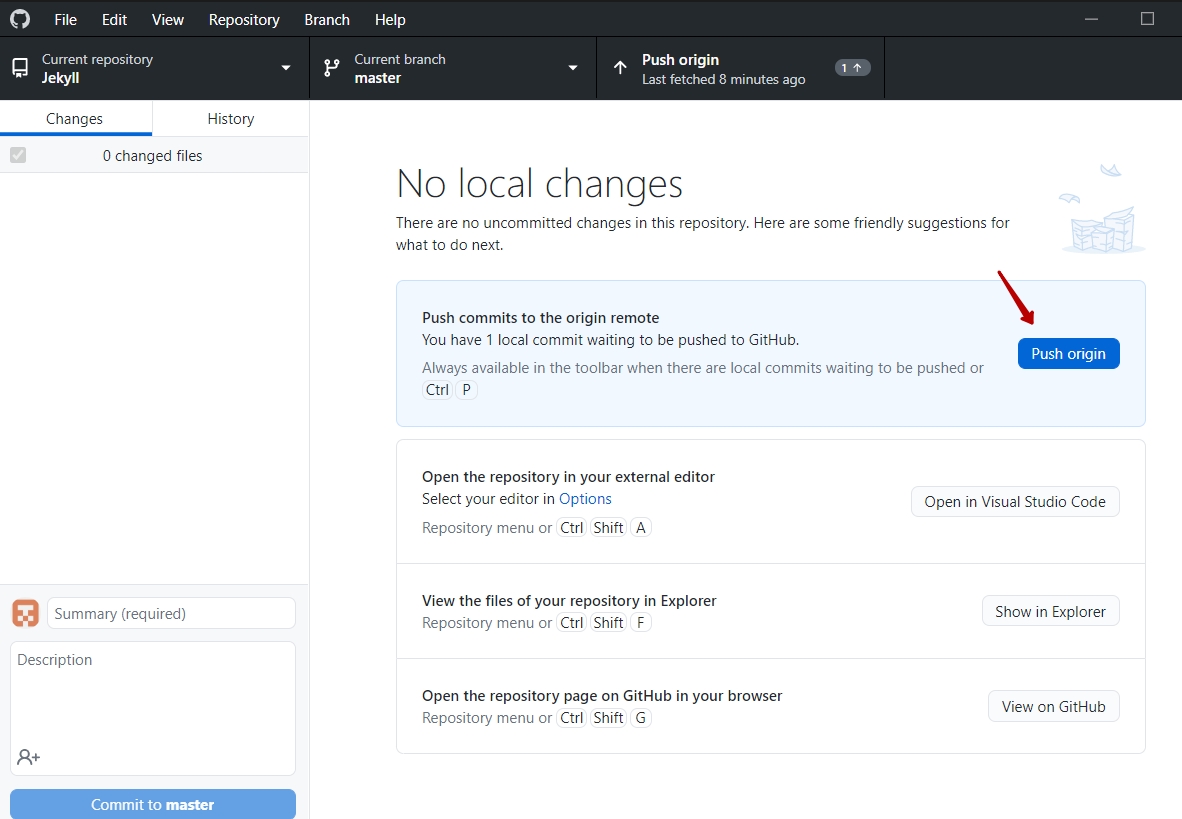 File Edit View Repository Branch Help
Current repository
Jekyll
Current branch
master
Push origin
Last fetched 8 minutes ago
1
Changes
History
0 changed files
No local changes
There are no uncommitted changes in this repository. Here are some friendly suggestions for
what to do next.
Push commits to the origin remote
You have 1 local commit waiting to be pushed to GitHub.
Always available in the toolbar when there are local commits waiting to be pushed or
Ctrl P
Push origin
Open the repository in your external editor
Select your editor in Options
Repository menu or Ctrl Shift A
Open in Visual Studio Code
View the files of your repository in Explorer
Repository menu or Ctrl Shift F
Show in Explorer
Open the repository page on GitHub in your browser
Repository menu or Ctrl Shift G
View on GitHub
Summary (required)
Description
Commit to master